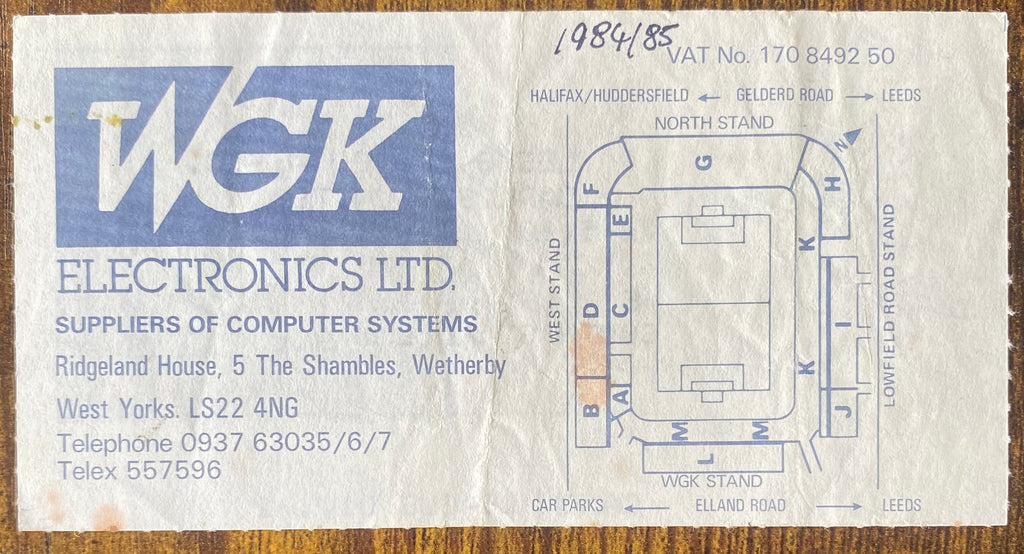 WGK
ELECTRONICS LTD.
SUPPLIERS OF COMPUTER SYSTEMS
Ridgeland House, 5 The Shambles, Wetherby
West Yorks. LS22 4NG
Telephone 0937 63035/6/7
Telex 557596
1984/85
VAT No. 170 8492 50
HALIFAX/HUDDERSFIELD ← GELDERD ROAD → LEEDS
NORTH STAND
N
G
F
H
E
K
WEST STAND
D
C
I
LOWFIELD ROAD STAND
K
B
A
J
M
M
L
WGK STAND
CAR PARKS ← ELLAND ROAD → LEEDS